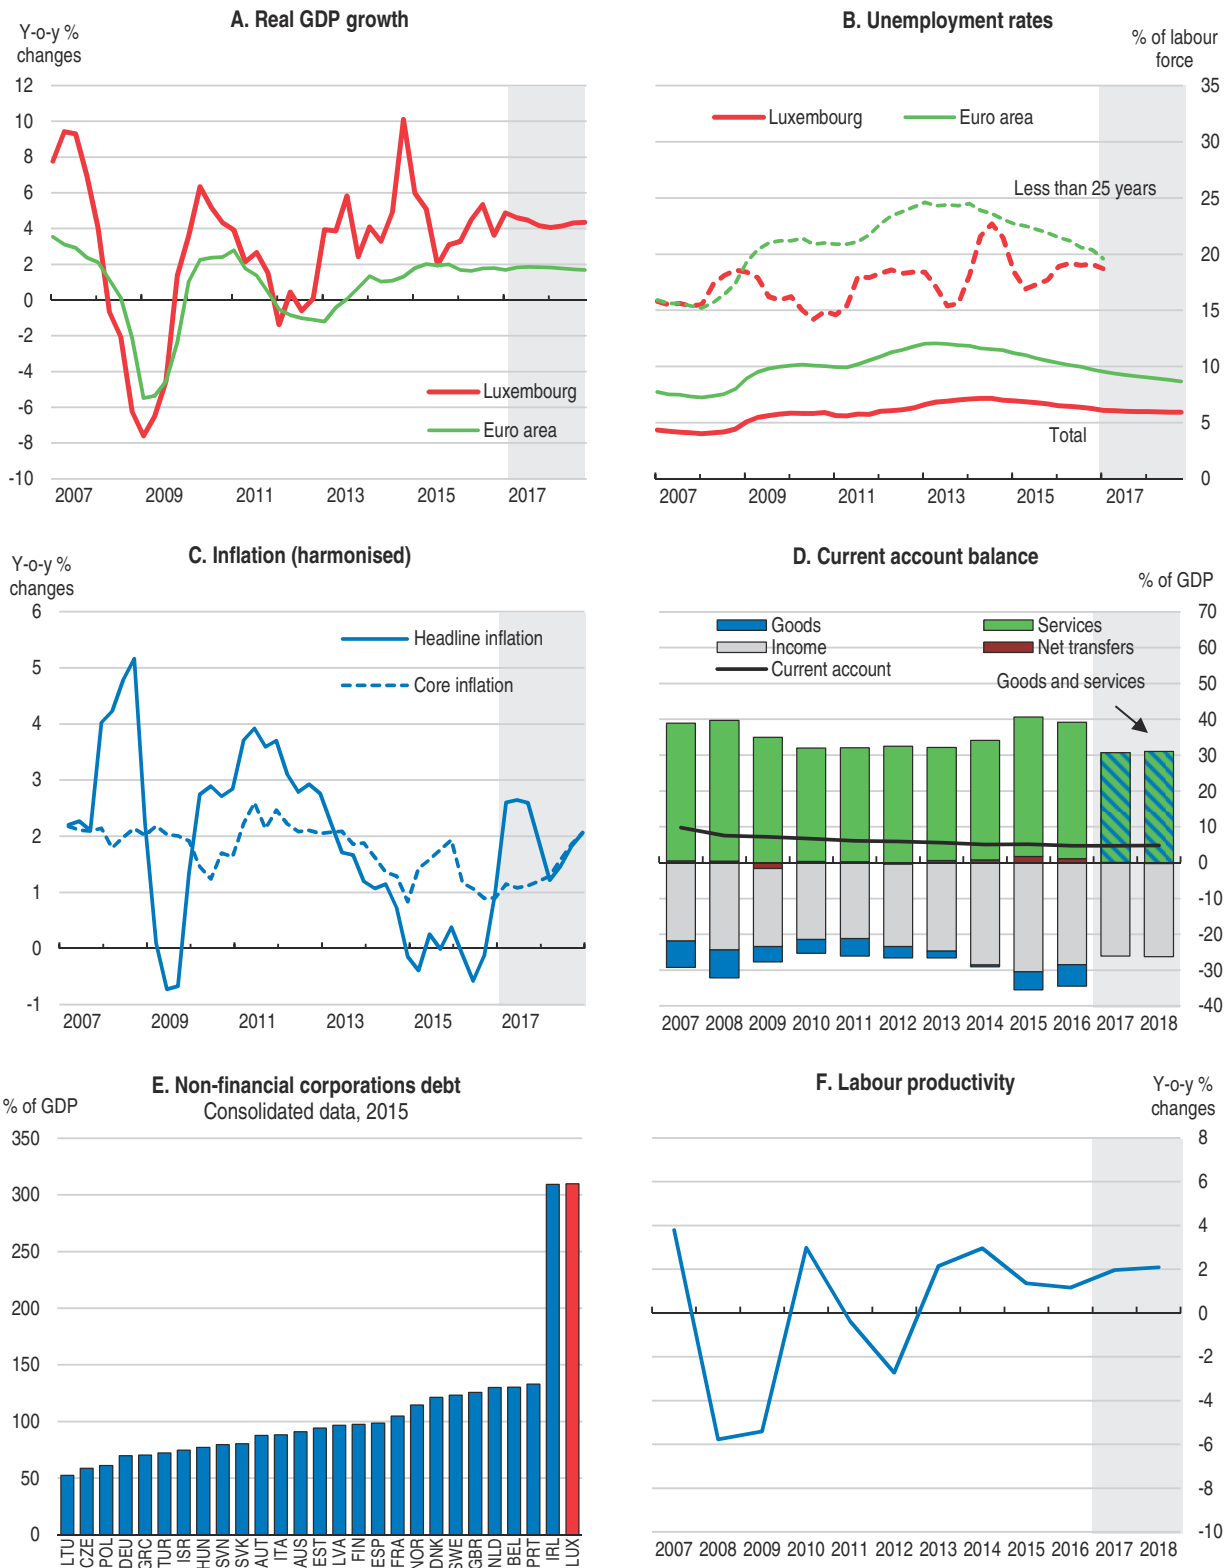 A. Real GDP growth
Y-o-y %
changes
12
10
8
6
4
2
0
-2
-4
-6
-8
-10
Luxembourg
Euro area
2007 2009 2011 2013 2015 2017
B. Unemployment rates
% of labour
force
35
30
25
20
15
10
5
0
Luxembourg Euro area
Less than 25 years
Total
2007 2009 2011 2013 2015 2017
C. Inflation (harmonised)
Y-o-y %
changes
6
5
4
3
2
1
0
-1
Headline inflation
Core inflation
2007 2009 2011 2013 2015 2017
D. Current account balance
% of GDP
70
60
50
40
30
20
10
0
-10
-20
-30
-40
Goods Services
Income Net transfers
Current account
Goods and services
2007 2008 2009 2010 2011 2012 2013 2014 2015 2016 2017 2018
E. Non-financial corporations debt
Consolidated data, 2015
% of GDP
350
300
250
200
150
100
50
0
LTU CZE POL DEU GRC TUR ISR HUN SVN SVK AUT ITA AUS EST LVA FIN ESP FRA NOR DNK SWE GBR NLD BEL PRT IRL LUX
F. Labour productivity
Y-o-y %
changes
8
6
4
2
0
-2
-4
-6
-8
-10
2007 2008 2009 2010 2011 2012 2013 2014 2015 2016 2017 2018